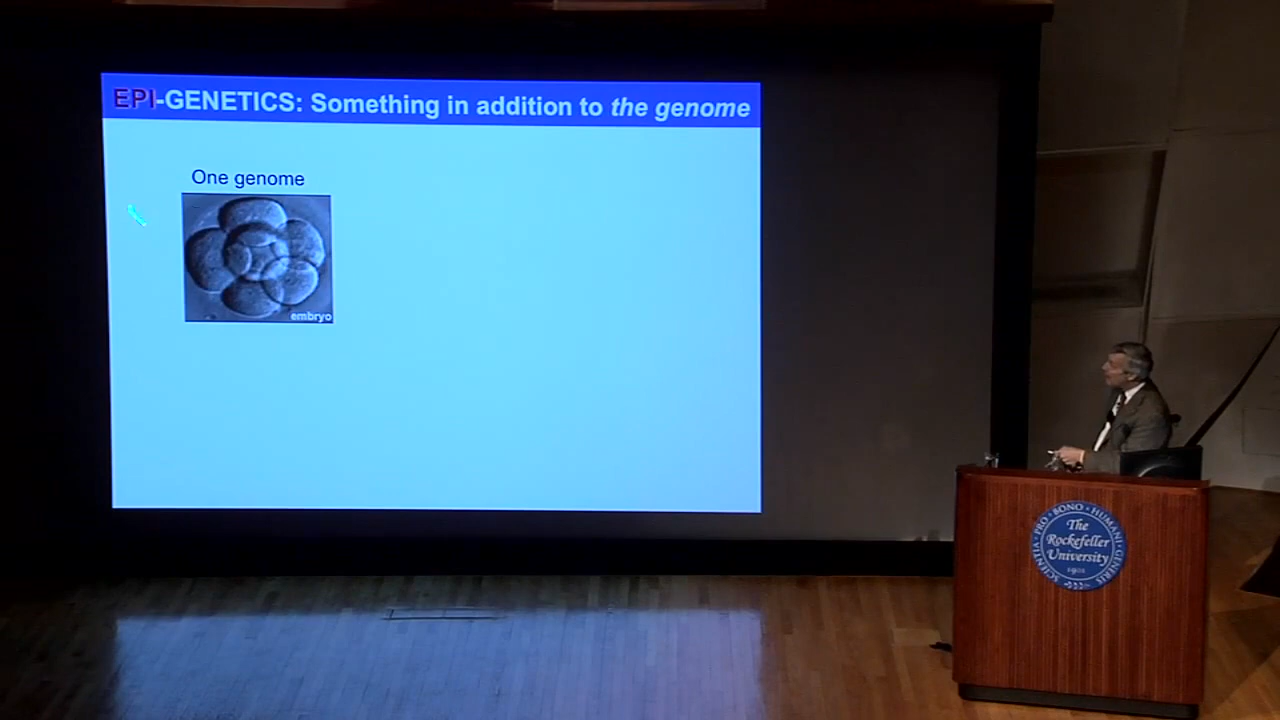 EPI-GENETICS: Something in addition to the genome
One genome
embryo
The
Rockefeller
University
1901
SCIENTIA · PRO · BONO · HUMANI · GENERIS